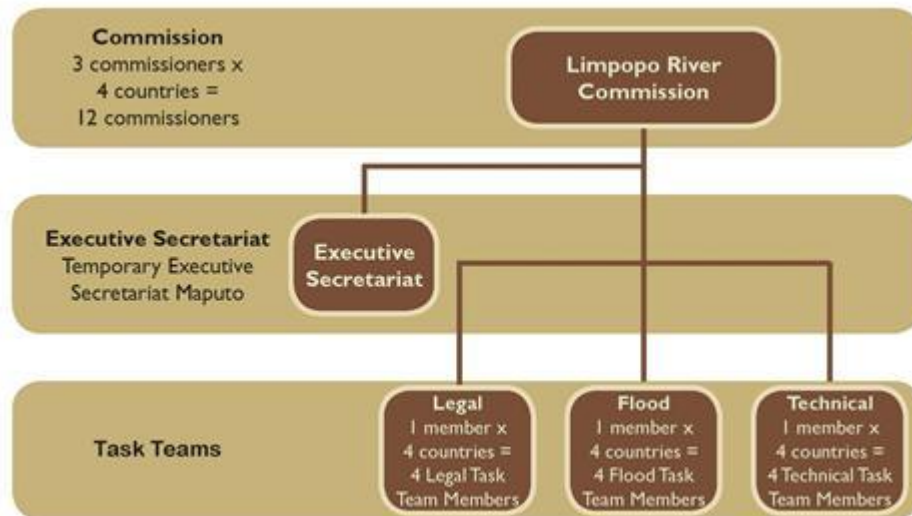 Commission
3 commissioners x
4 countries =
12 commissioners
Limpopo River
Commission
Executive Secretariat
Temporary Executive
Secretariat Maputo
Executive
Secretariat
Task Teams
Legal
1 member x
4 countries =
4 Legal Task
Team Members
Flood
1 member x
4 countries =
4 Flood Task
Team Members
Technical
1 member x
4 countries =
4 Technical Task
Team Members